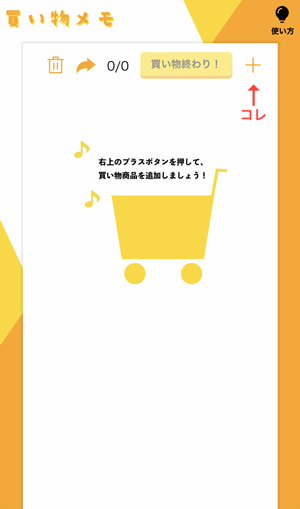 買い物メモ
使い方
0/0
買い物終わり！
コレ
右上のプラスボタンを押して、
買い物商品を追加しましょう！